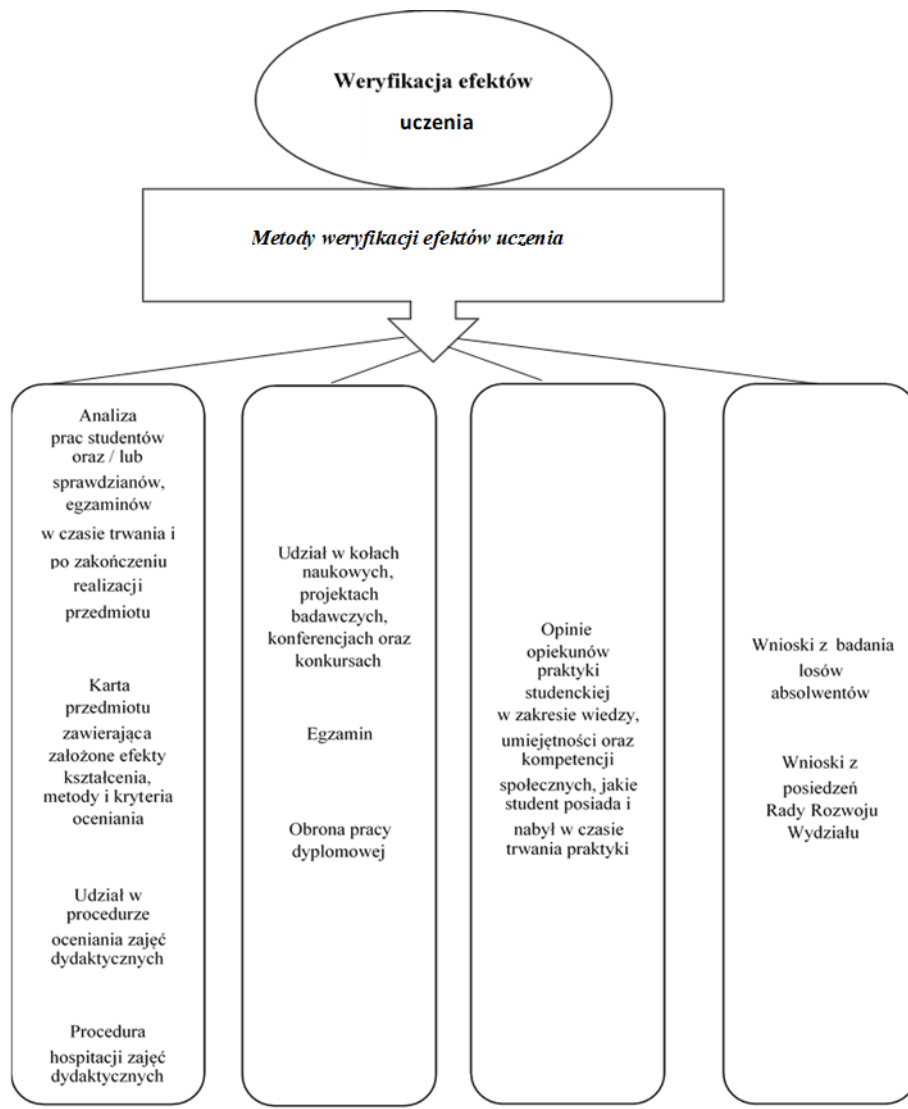 Weryfikacja efektów
uczenia
Metody weryfikacji efektów uczenia
Analiza
prac studentów
oraz / lub
sprawdzianów,
egzaminów
w czasie trwania i
po zakończeniu
realizacji
przedmiotu
Karta
przedmiotu
zawierająca
założone efekty
kształcenia,
metody i kryteria
oceniania
Udział w
procedurze
oceniania zajęć
dydaktycznych
Procedura
hospitacji zajęć
dydaktycznych
Udział w kołach
naukowych,
projektach
badawczych,
konferencjach oraz
konkursach
Egzamin
Obrona pracy
dyplomowej
Opinie
opiekunów
praktyki
studenckiej
w zakresie wiedzy,
umiejętności oraz
kompetencji
społecznych, jakie
student posiada i
nabył w czasie
trwania praktyki
Wnioski z badania
losów
absolwentów
Wnioski z
posiedzeń
Rady Rozwoju
Wydziału